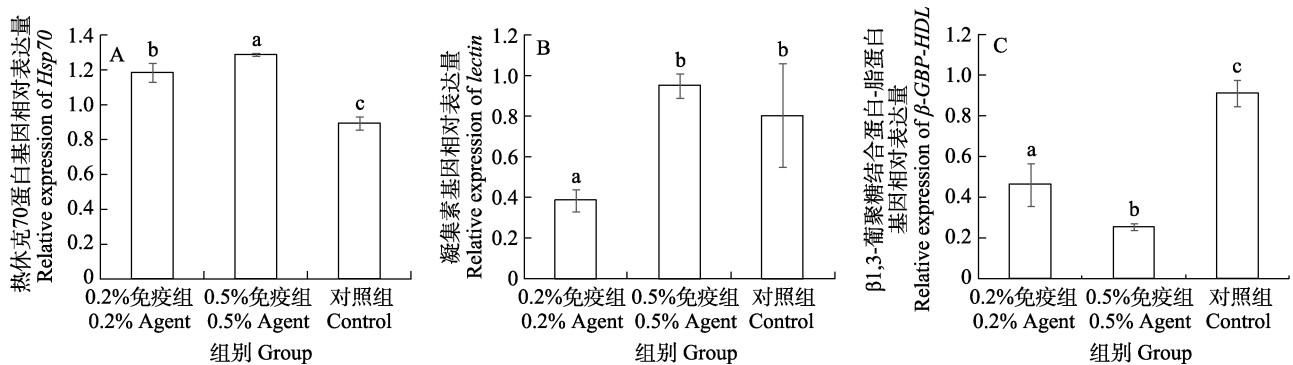 热休克70蛋白基因相对表达量
Relative expression of Hsp70
A
1.4
1.2
1.0
0.8
0.6
0.4
0.2
0
b
a
c
0.2%免疫组
0.2% Agent
0.5%免疫组
0.5% Agent
对照组
Control
组别 Group
凝集素基因相对表达量
Relative expression of lectin
B
1.2
1.0
0.8
0.6
0.4
0.2
0
a
b
b
0.2%免疫组
0.2% Agent
0.5%免疫组
0.5% Agent
对照组
Control
组别 Group
β1,3-葡聚糖结合蛋白-脂蛋白
基因相对表达量
Relative expression of β-GBP-HDL
C
1.2
1.0
0.8
0.6
0.4
0.2
0
a
b
c
0.2%免疫组
0.2% Agent
0.5%免疫组
0.5% Agent
对照组
Control
组别 Group